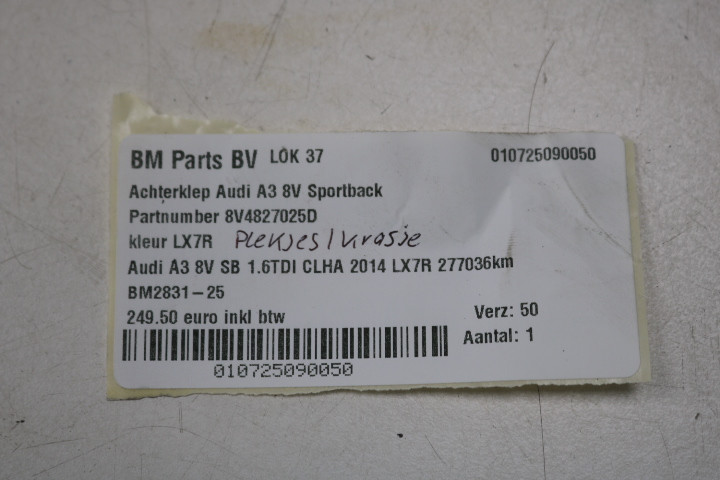 BM Parts BV LOK 37 010725090050
Achterklep Audi A3 8V Sportback
Partnumber 8V4827025D
kleur LX7R Plekjes/krasje
Audi A3 8V SB 1.6TDI CLHA 2014 LX7R 277036km
BM2831-25
249.50 euro inkl btw Verz: 50
Aantal: 1
010725090050